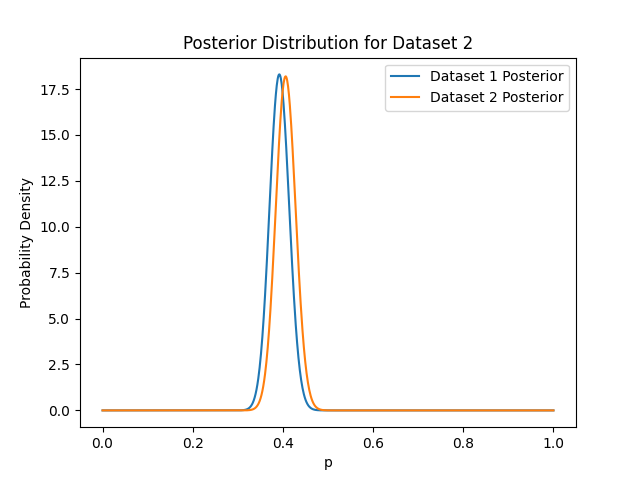 Posterior Distribution for Dataset 2
Dataset 1 Posterior
Dataset 2 Posterior
Probability Density
17.5
15.0
12.5
10.0
7.5
5.0
2.5
0.0
0.0 0.2 0.4 0.6 0.8 1.0
p